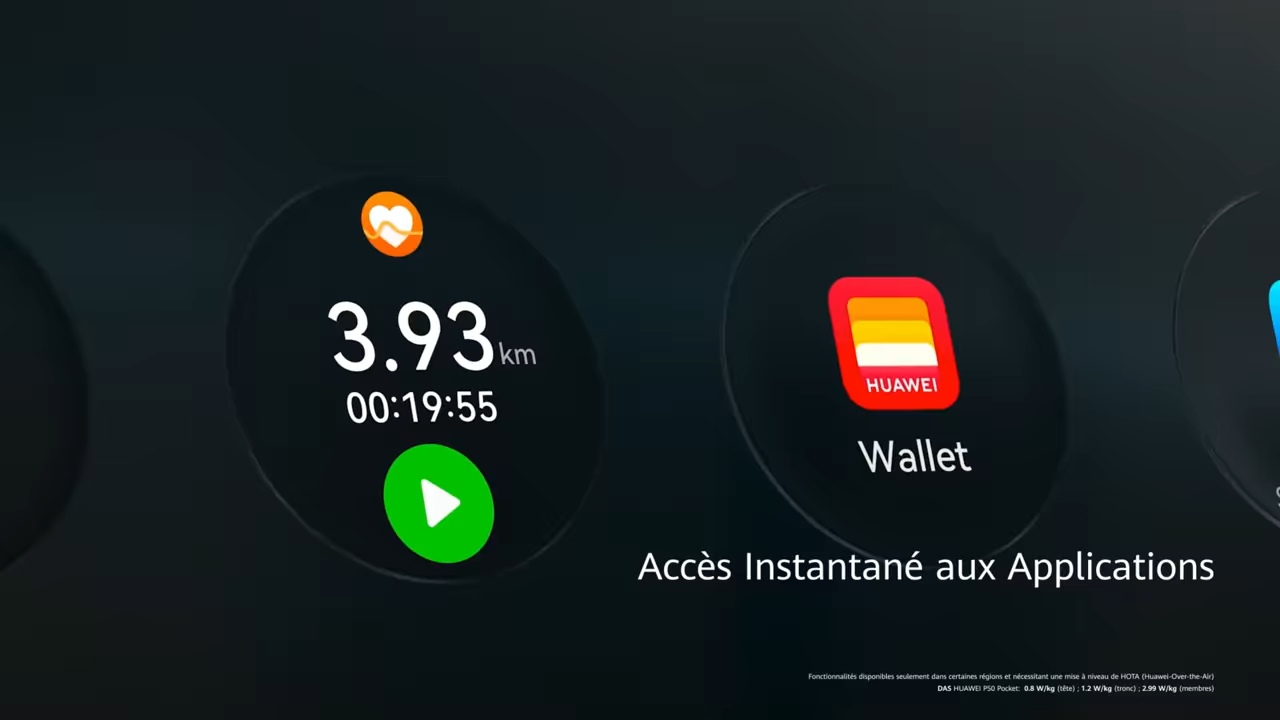 3.93 km
00:19:55
HUAWEI
Wallet
Accès Instantané aux Applications
Fonctionnalités disponibles seulement dans certaines régions et nécessitant une mise à niveau de HOTA (Huawei-Over-the-Air)
DAS HUAWEI P50 Pocket: 0.8 W/kg (tête) ; 1.2 W/kg (tronc) ; 2.99 W/kg (membres)